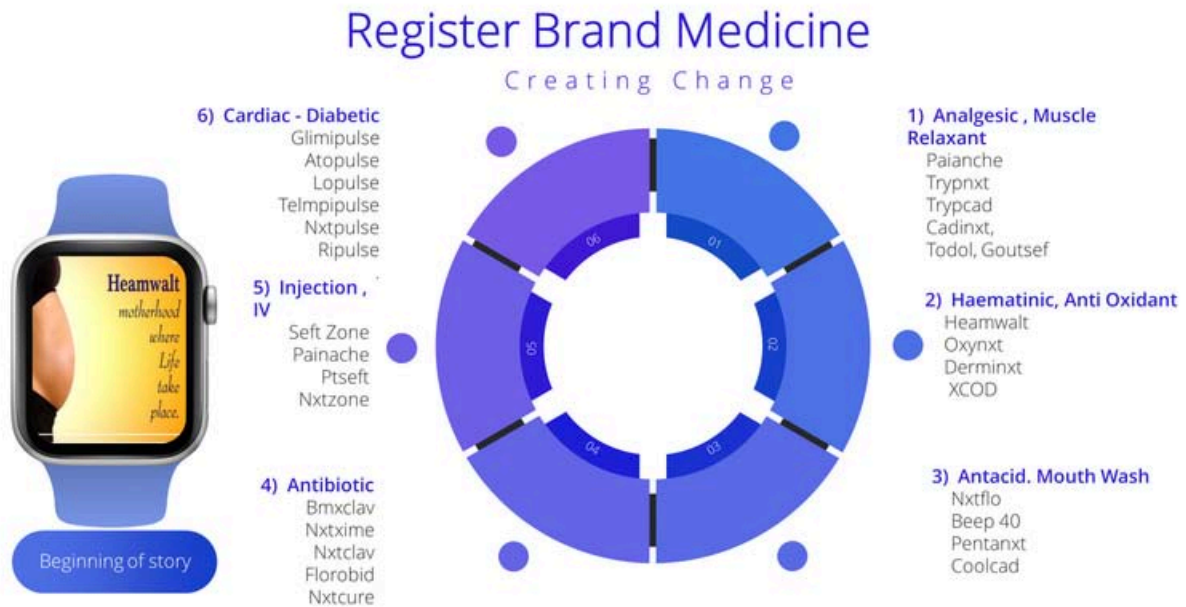 Register Brand Medicine
Creating Change
6) Cardiac - Diabetic
Glimipulse
Atopulse
Lopulse
Telmpipulse
Nxtpulse
Ripulse
5) Injection ,
IV
Seft Zone
Painache
Ptseft
Nxtzone
4) Antibiotic
Bmxclav
Nxtxime
Nxtclav
Florobid
Nxtcure
1) Analgesic , Muscle
Relaxant
Paianche
Trypnxt
Trypcad
Cadinxt,
Todol, Goutsef
2) Haematinic, Anti Oxidant
Heamwalt
Oxynxt
Derminxt
XCOD
3) Antacid. Mouth Wash
Nxtflo
Beep 40
Pentanxt
Coolcad
01
02
03
04
05
06
Heamwalt
motherhood
where
Life
take
place.
Beginning of story